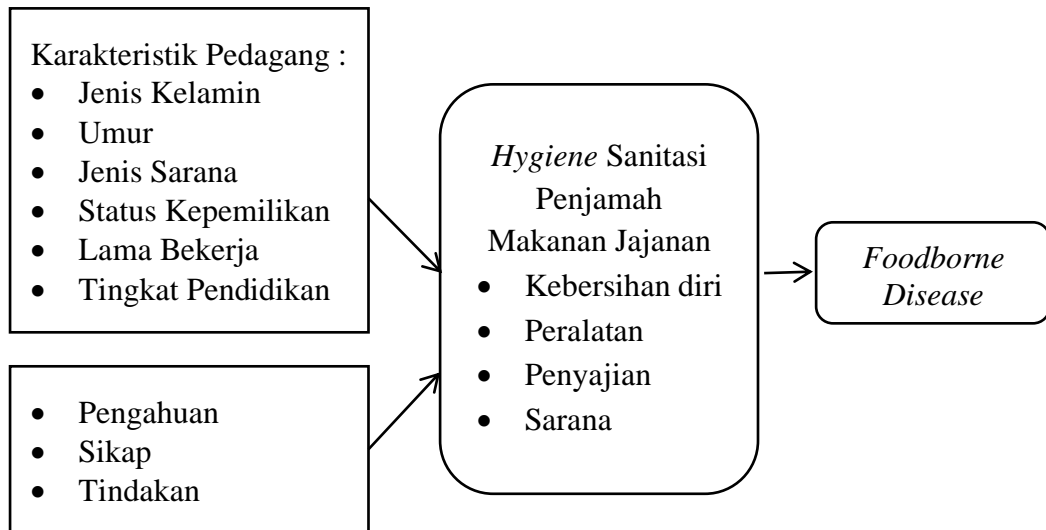 Karakteristik Pedagang :
• Jenis Kelamin
• Umur
• Jenis Sarana
• Status Kepemilikan
• Lama Bekerja
• Tingkat Pendidikan
• Pengahuan
• Sikap
• Tindakan
Hygiene Sanitasi
Penjamah
Makanan Jajanan
• Kebersihan diri
• Peralatan
• Penyajian
• Sarana
Foodborne
Disease